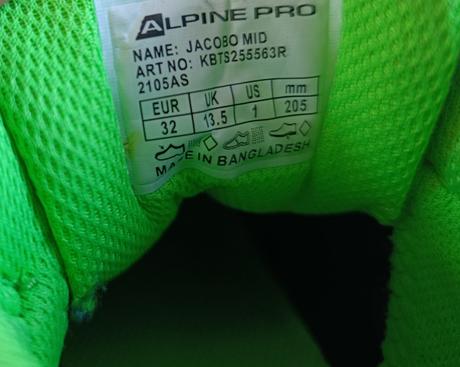 ALPINE PRO
NAME: JACOBO MID
ART NO: KBTS255563R
2105AS
EUR UK US mm
32 13.5 1 205
MADE IN BANGLADESH